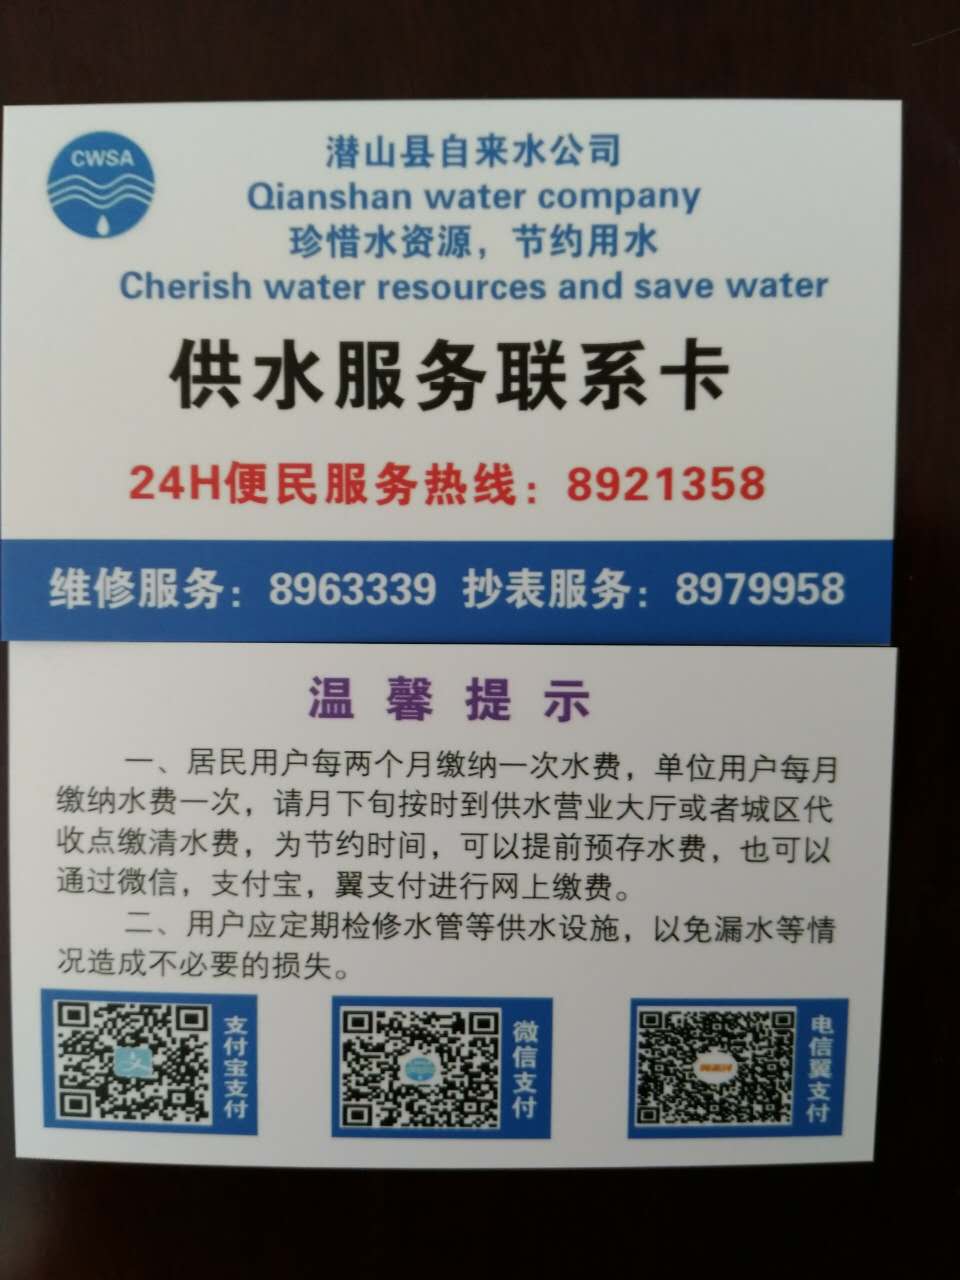 CWSA
潜山县自来水公司
Qianshan water company
珍惜水资源，节约用水
Cherish water resources and save water
供水服务联系卡
24H便民服务热线：8921358
维修服务：8963339 抄表服务：8979958
温馨提示
一、居民用户每两个月缴纳一次水费，单位用户每月
缴纳水费一次，请月下旬按时到供水营业大厅或者城区代
收点缴清水费，为节约时间，可以提前预存水费，也可以
通过微信，支付宝，翼支付进行网上缴费。
二、用户应定期检修水管等供水设施，以免漏水等情
况造成不必要的损失。
支付宝支付
微信支付
电信翼支付